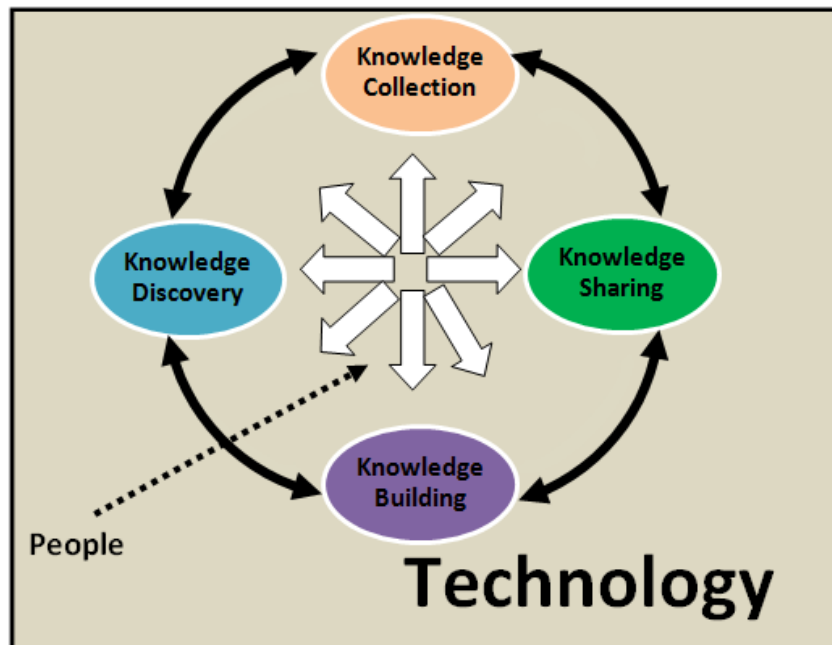 Knowledge
Collection
Knowledge
Discovery
Knowledge
Sharing
Knowledge
Building
People
Technology